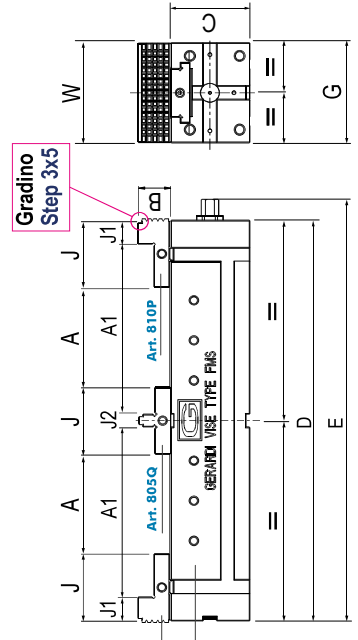 Gradino
Step 3x5
J
A
J
A
J
J1
A1
J2
A1
J1
B
W
C
Art. 805Q
Art. 810P
G
GERARDI VISE TYPE FMS
=
=
=
=
D
E
G